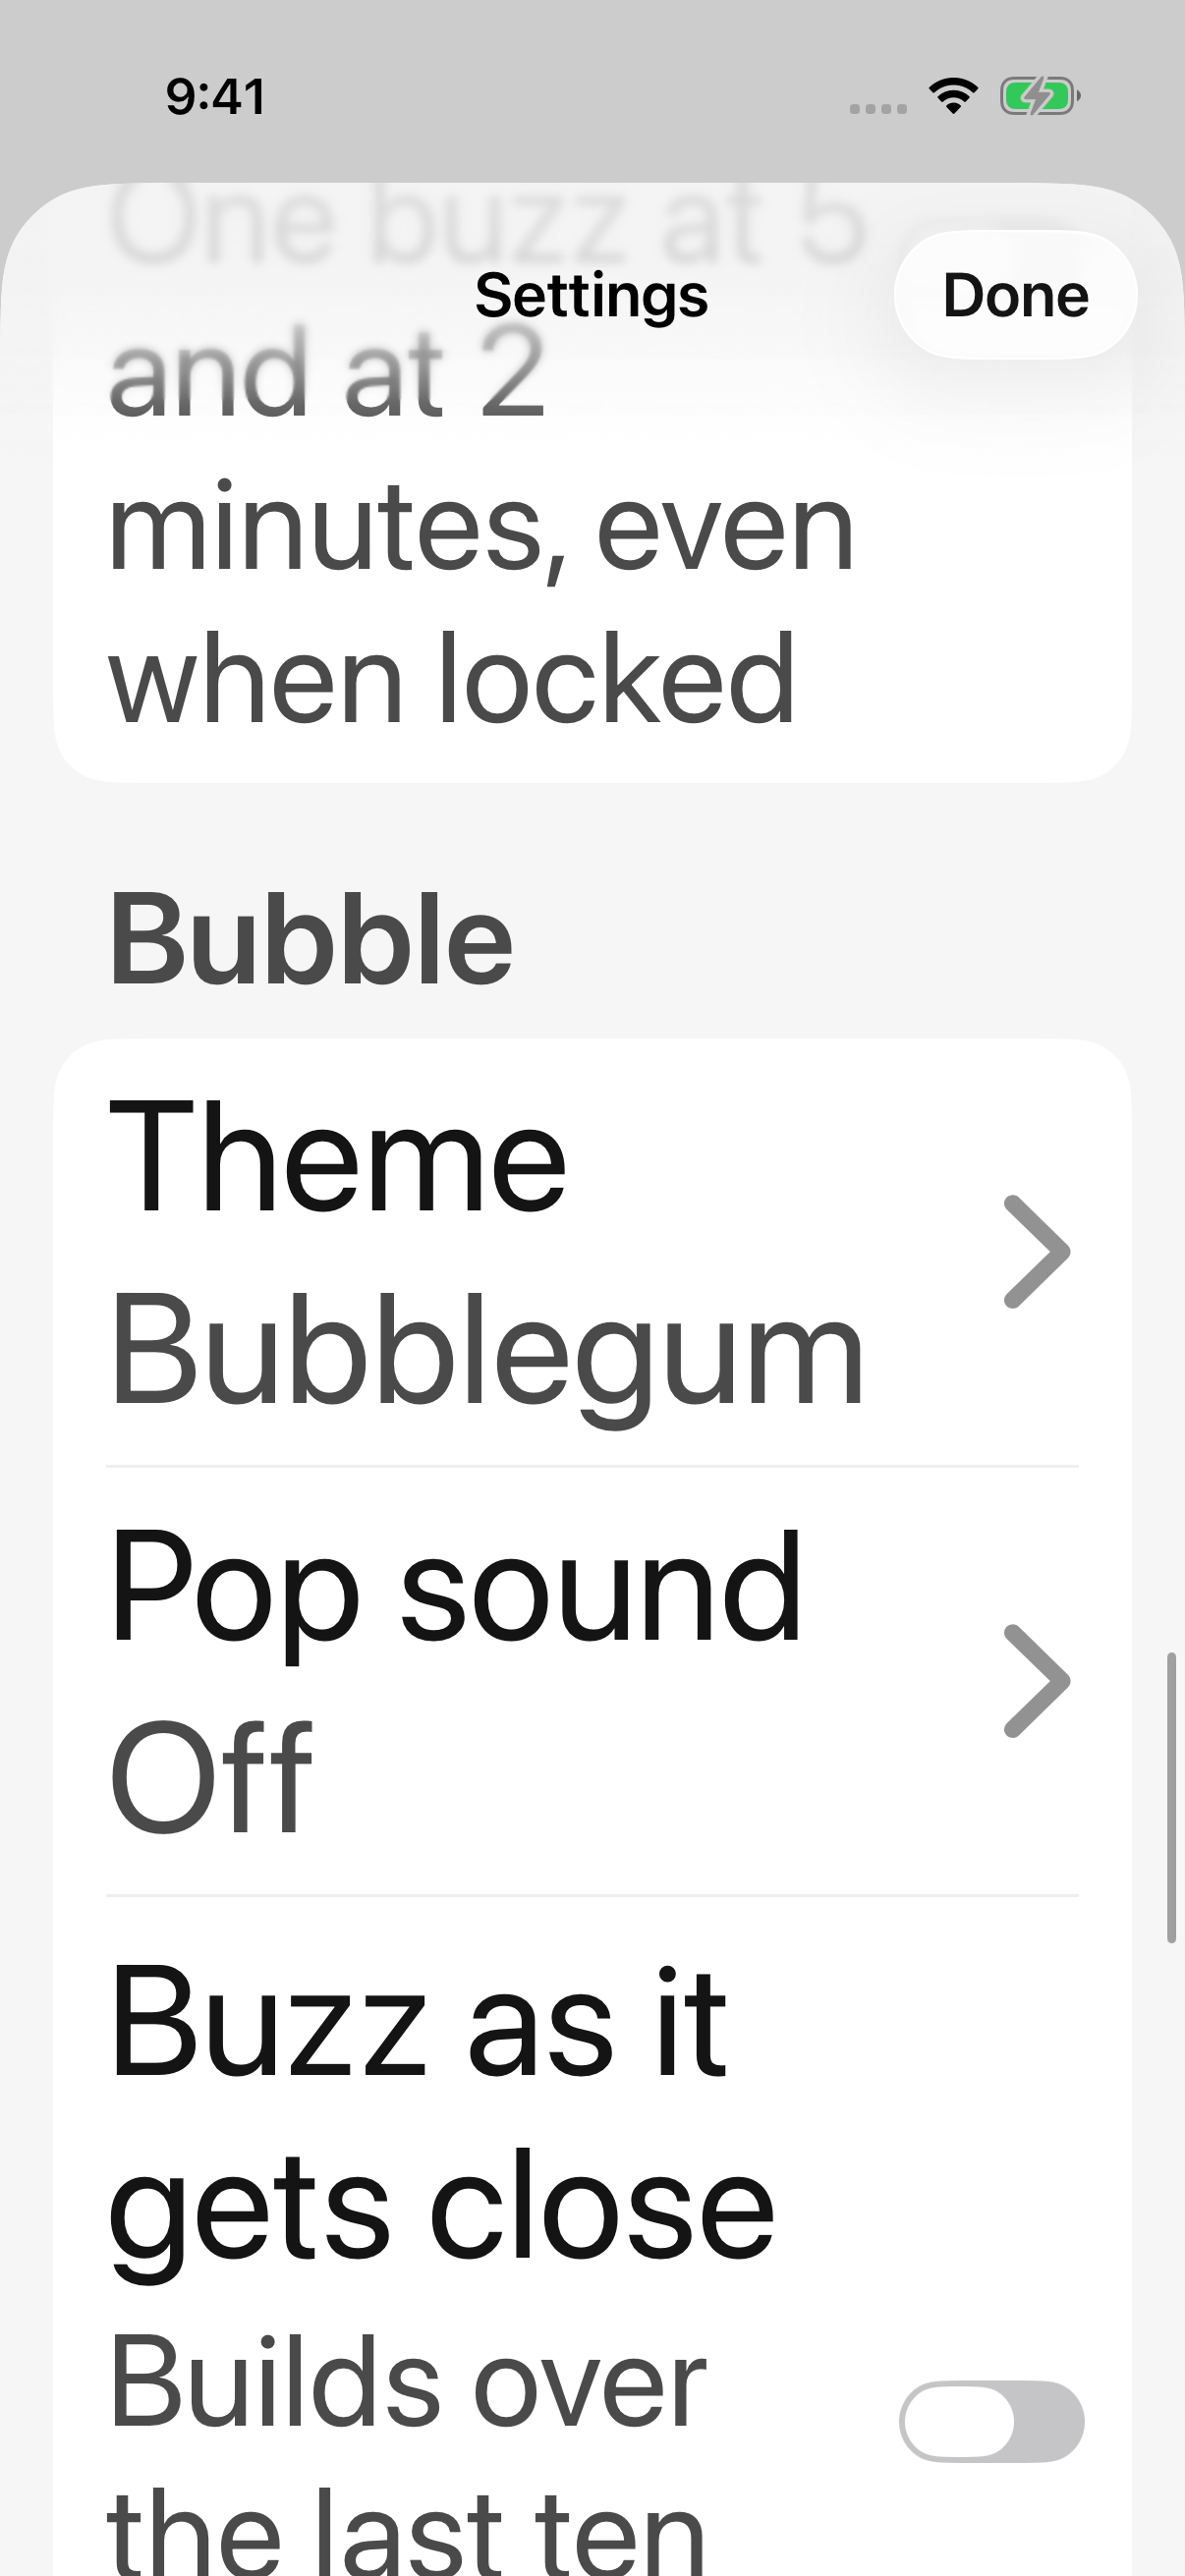 9:41
One buzz at 5
Settings
Done
and at 2
minutes, even
when locked
Bubble
Theme
Bubblegum
Pop sound
Off
Buzz as it
gets close
Builds over
the last ten